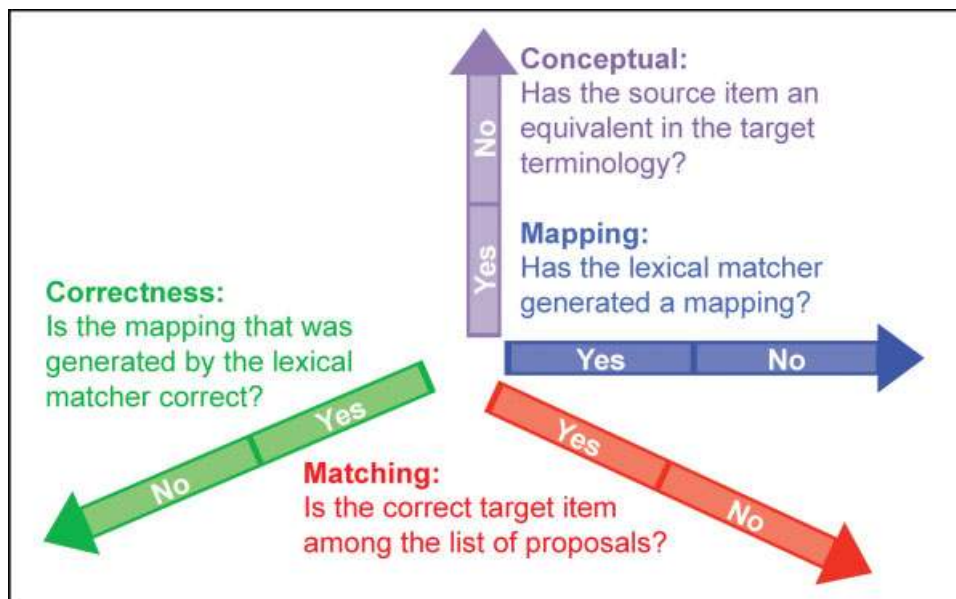 Conceptual:
Has the source item an
equivalent in the target
terminology?
No
Yes
Mapping:
Has the lexical matcher
generated a mapping?
Yes
No
Correctness:
Is the mapping that was
generated by the lexical
matcher correct?
Yes
No
Matching:
Is the correct target item
among the list of proposals?
Yes
No